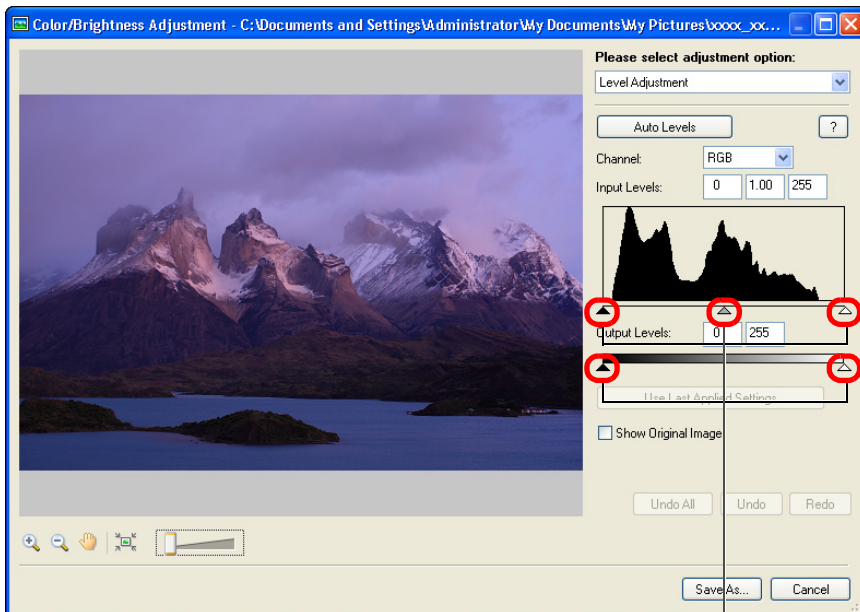 Color/Brightness Adjustment - C:\Documents and Settings\Administrator\My Documents\My Pictures\xxxx_xx...
Please select adjustment option:
Level Adjustment
Auto Levels
?
Channel:
RGB
Input Levels:
0
1.00
255
Output Levels:
0
255
Use Last Applied Settings
Show Original Image
Undo All
Undo
Redo
Save As...
Cancel